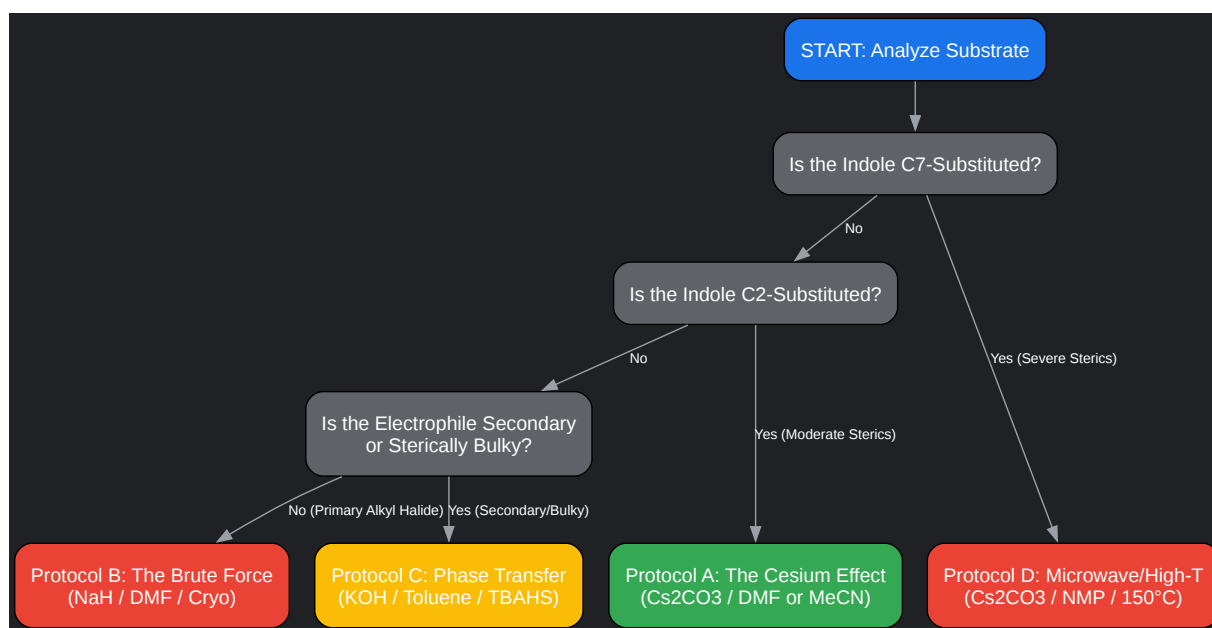 START: Analyze Substrate
Is the Indole C7-Substituted?
No
Is the Indole C2-Substituted?
No
Yes (Severe Sterics)
Is the Electrophile Secondary
or Sterically Bulky?
Yes (Moderate Sterics)
No (Primary Alkyl Halide)
Yes (Secondary/Bulky)
Protocol B: The Brute Force
(NaH / DMF / Cryo)
Protocol C: Phase Transfer
(KOH / Toluene / TBAHS)
Protocol A: The Cesium Effect
(Cs2CO3 / DMF or MeCN)
Protocol D: Microwave/High-T
(Cs2CO3 / NMP / 150°C)